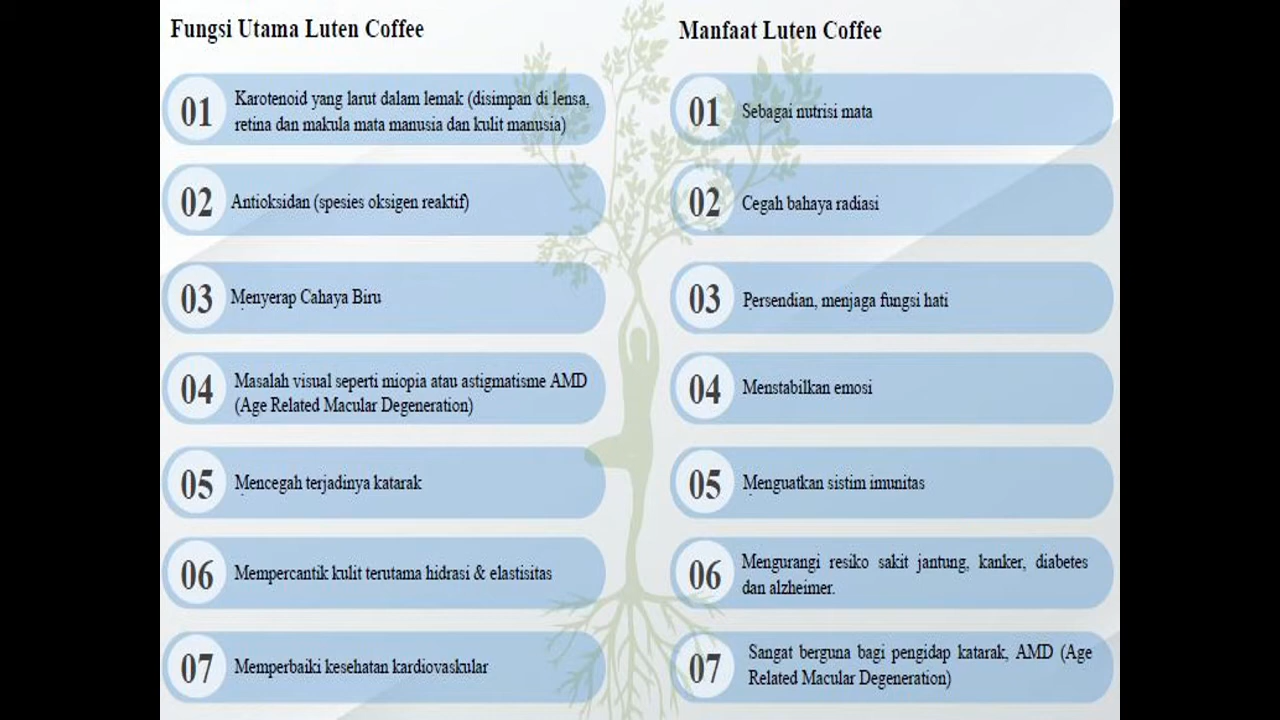 Fungsi Utama Luten Coffee
01
Karotenoid yang larut dalam lemak (disimpan di lensa,
retina dan makula mata manusia dan kulit manusia)
02
Antioksidan (spesies oksigen reaktif)
03
Menyerap Cahaya Biru
04
Masalah visual seperti miopia atau astigmatisme AMD
(Age Related Macular Degeneration)
05
Mencegah terjadinya katarak
06
Mempercantik kulit terutama hidrasi & elastisitas
07
Memperbaiki kesehatan kardiovaskular
Manfaat Luten Coffee
01
Sebagai nutrisi mata
02
Cegah bahaya radiasi
03
Persendian, menjaga fungsi hati
04
Menstabilkan emosi
05
Menguatkan sistim imunitas
06
Mengurangi resiko sakit jantung, kanker, diabetes
dan alzheimer.
07
Sangat berguna bagi pengidap katarak, AMD (Age
Related Macular Degeneration)